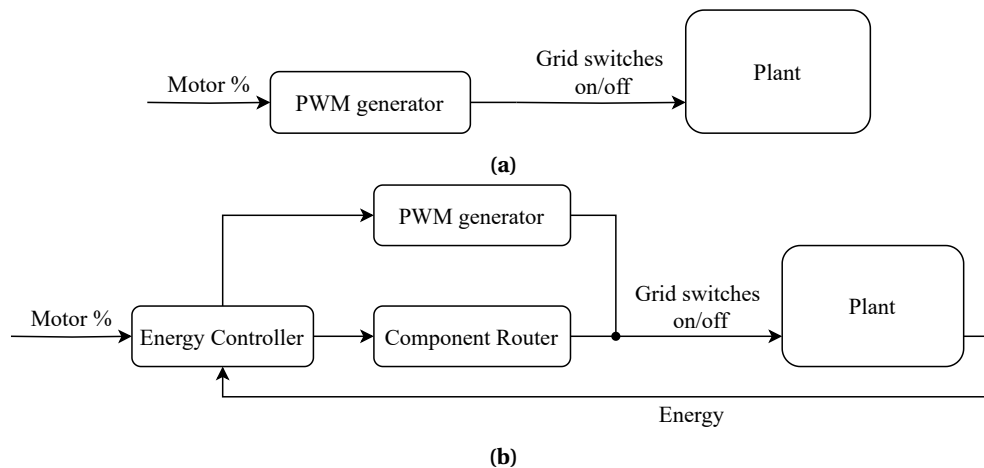 Motor %
PWM generator
Grid switches
on/off
Plant
(a)
PWM generator
Motor %
Energy Controller
Component Router
Grid switches
on/off
Plant
Energy
(b)